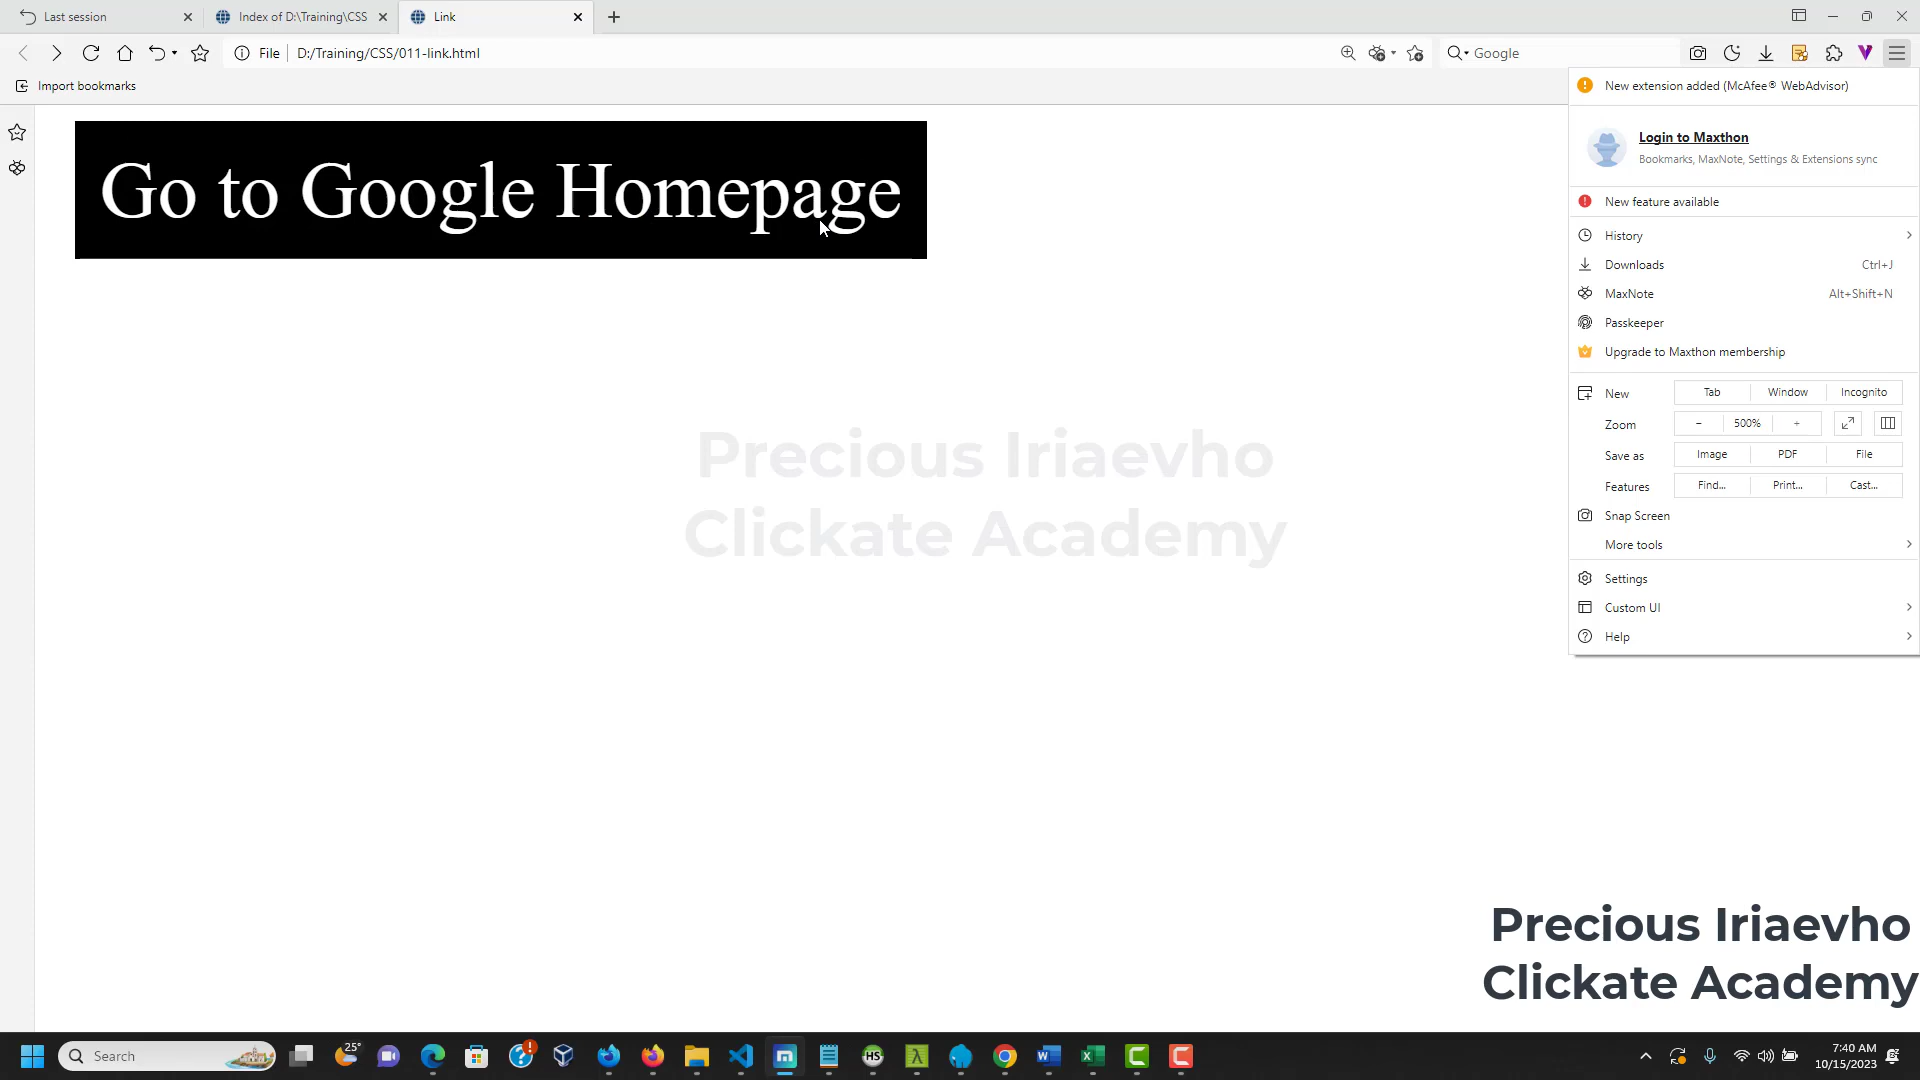 Last session
Index of D:\Training\CSS
Link
File
D:/Training/CSS/011-link.html
Google
Import bookmarks
Go to Google Homepage
New extension added (McAfee® WebAdvisor)
Login to Maxthon
Bookmarks, MaxNote, Settings & Extensions sync
New feature available
History
Downloads Ctrl+J
MaxNote Alt+Shift+N
Passkeeper
Upgrade to Maxthon membership
New Tab Window Incognito
Zoom - 500% +
Save as Image PDF File
Features Find... Print... Cast...
Snap Screen
More tools
Settings
Custom UI
Help
Precious Iriaevho
Clickate Academy
Precious Iriaevho
Clickate Academy
Search
25°
HS
7:40 AM
10/15/2023